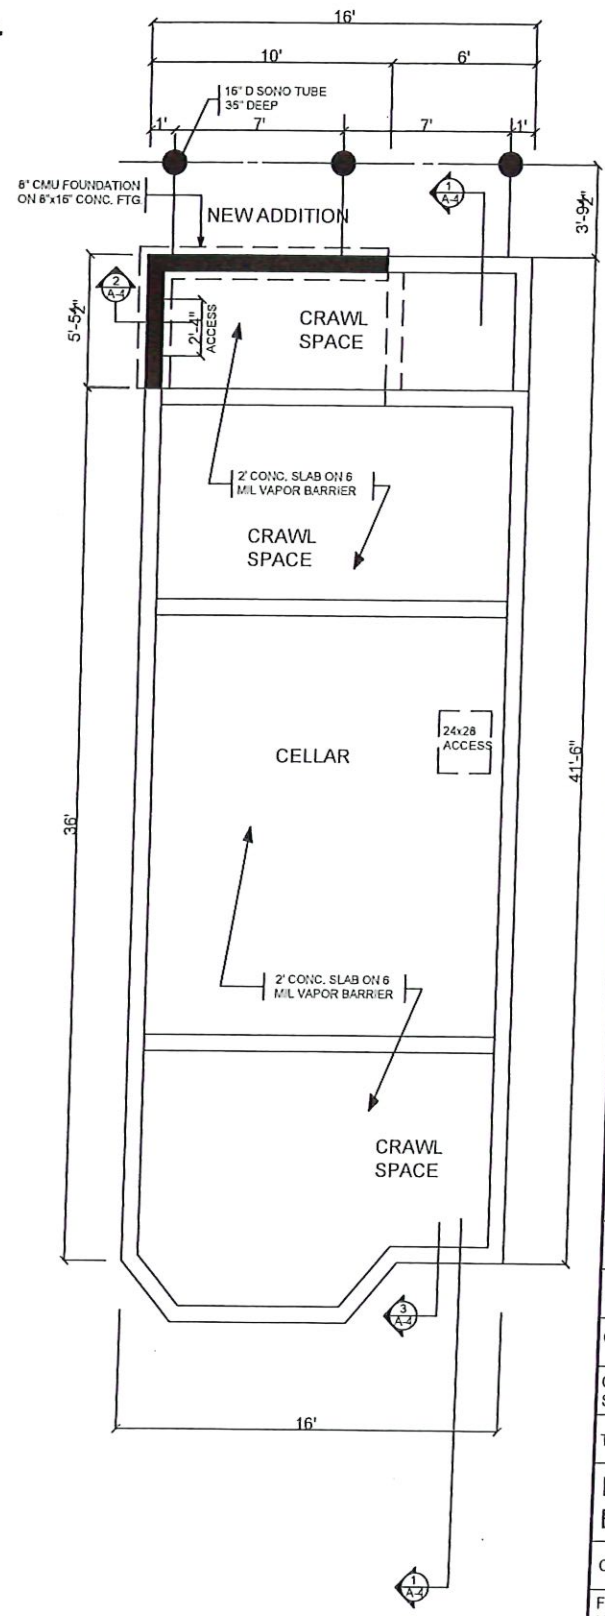 16'
10'
6'
16" D SONO TUBE
36" DEEP
1'
7'
7'
1'
8" CMU FOUNDATION
ON 8"x16" CONC. FTG.
NEW ADDITION
1
A-4
3'-9½"
2
A-4
5'-5½"
2'-4"
ACCESS
CRAWL
SPACE
2' CONC. SLAB ON 6
MIL VAPOR BARRIER
CRAWL
SPACE
24x28
ACCESS
CELLAR
41'-6"
36'
2' CONC. SLAB ON 6
MIL VAPOR BARRIER
CRAWL
SPACE
3
A-4
16'
1
A-4